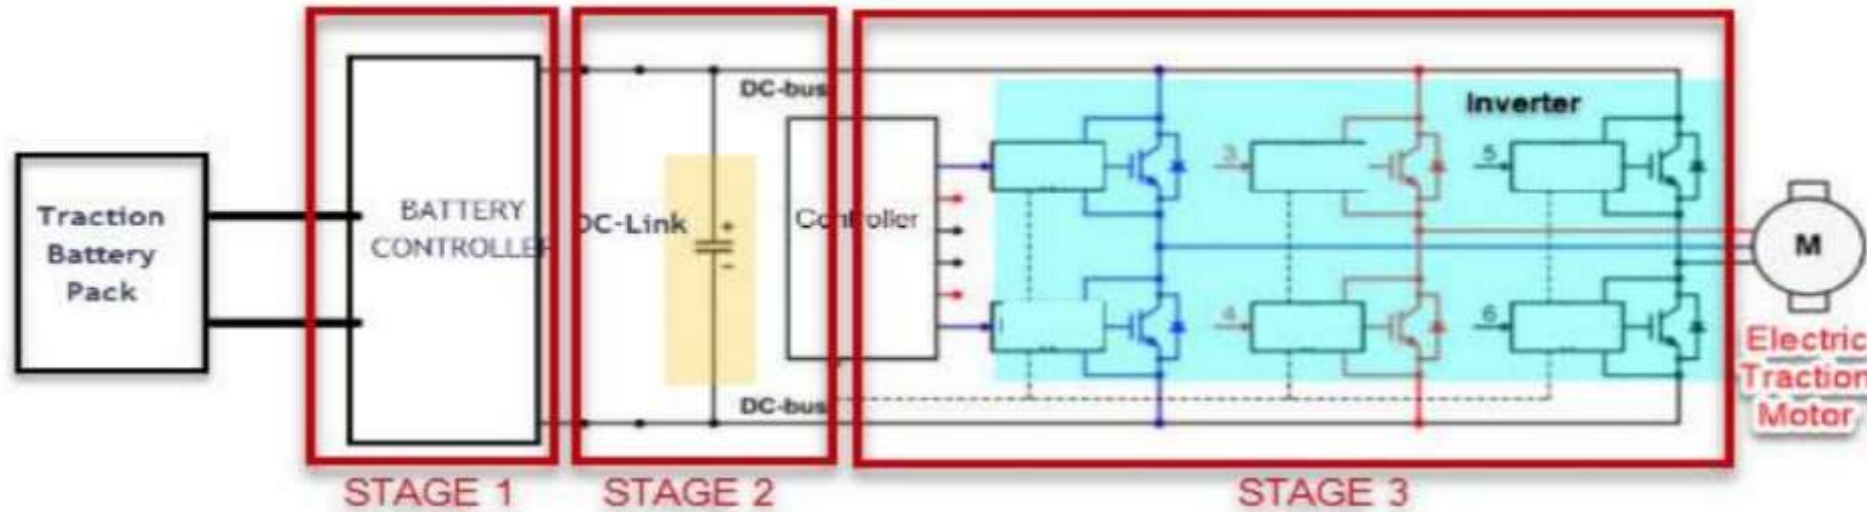 Traction
Battery
Pack
BATTERY
CONTROLLER
DC-bus
DC-Link
+
-
DC-bus
Controller
Inverter
3
5
4
6
M
Electric
Traction
Motor
STAGE 1
STAGE 2
STAGE 3